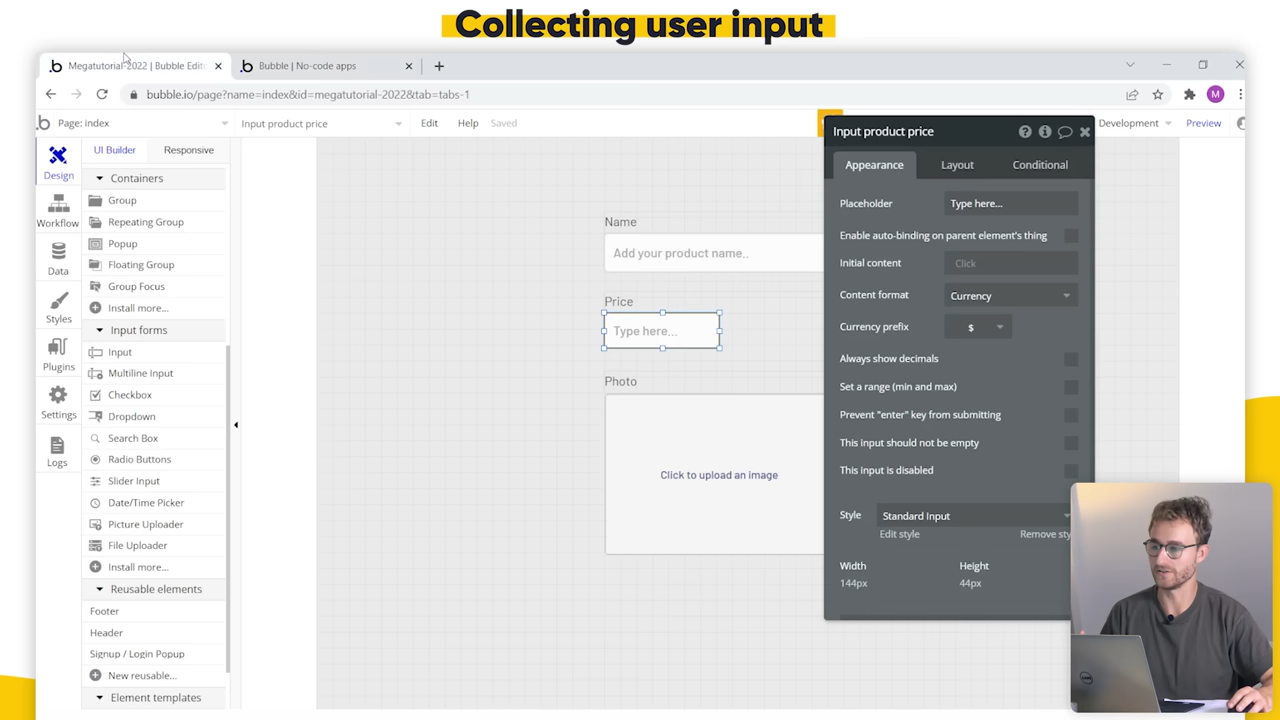 Collecting user input
Megatutorial-2022 | Bubble Edito
Bubble | No-code apps
bubble.io/page?name=index&id=megatutorial-2022&tab=tabs-1
M
Page: index
Input product price
Edit
Help
Saved
Development
Preview
UI Builder
Responsive
Design
Workflow
Data
Styles
Plugins
Settings
Logs
Containers
Group
Repeating Group
Popup
Floating Group
Group Focus
Install more...
Input forms
Input
Multiline Input
Checkbox
Dropdown
Search Box
Radio Buttons
Slider Input
Date/Time Picker
Picture Uploader
File Uploader
Install more...
Reusable elements
Footer
Header
Signup / Login Popup
New reusable...
Element templates
Name
Add your product name..
Price
Type here...
Photo
Click to upload an image
Input product price
Appearance
Layout
Conditional
Placeholder
Type here...
Enable auto-binding on parent element's thing
Initial content
Click
Content format
Currency
Currency prefix
$
Always show decimals
Set a range (min and max)
Prevent "enter" key from submitting
This input should not be empty
This input is disabled
Style
Standard Input
Edit style
Remove sty
Width
Height
144px
44px